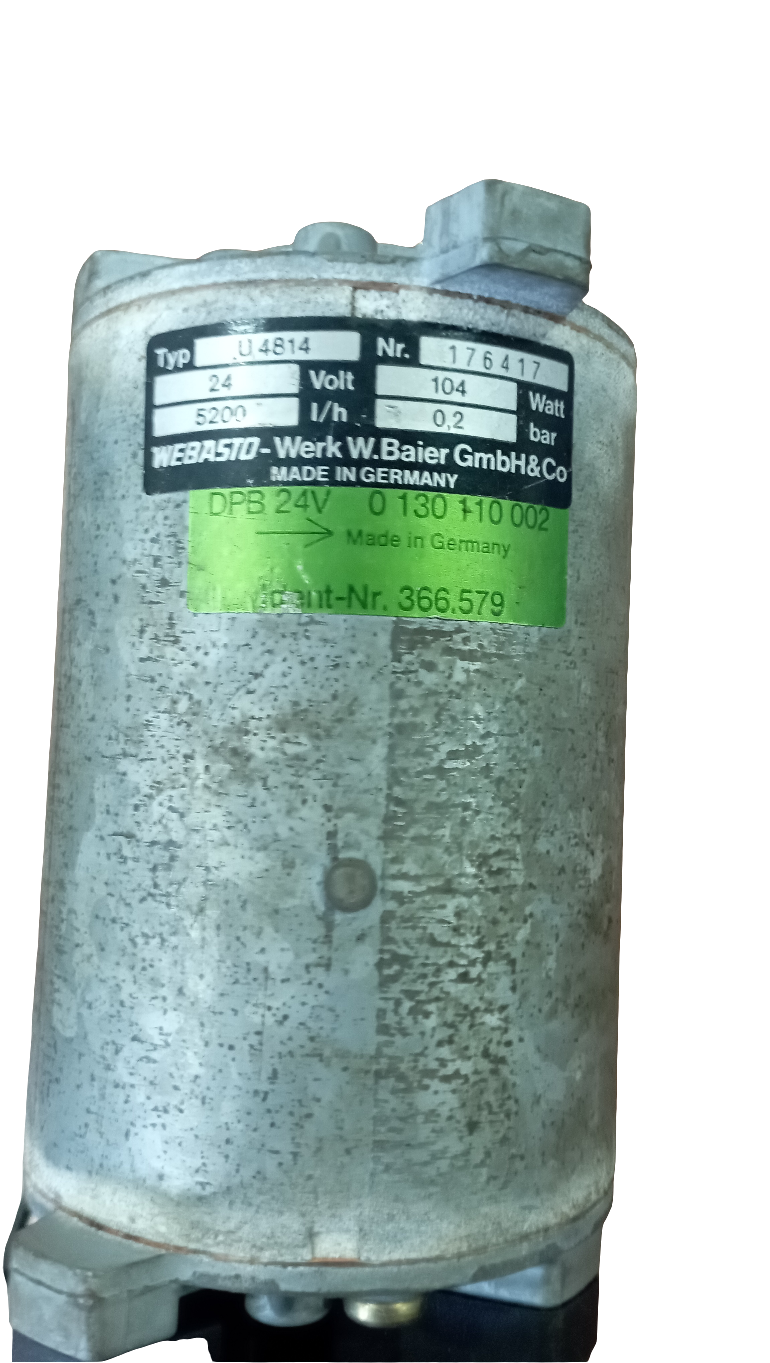 Typ U 4814 Nr. 176417
24 Volt 104 Watt
5200 l/h 0,2 bar
WEBASTO-Werk W.Baier GmbH&Co
MADE IN GERMANY
DPB 24V 0 130 110 002
Made in Germany
Ident-Nr. 366.579